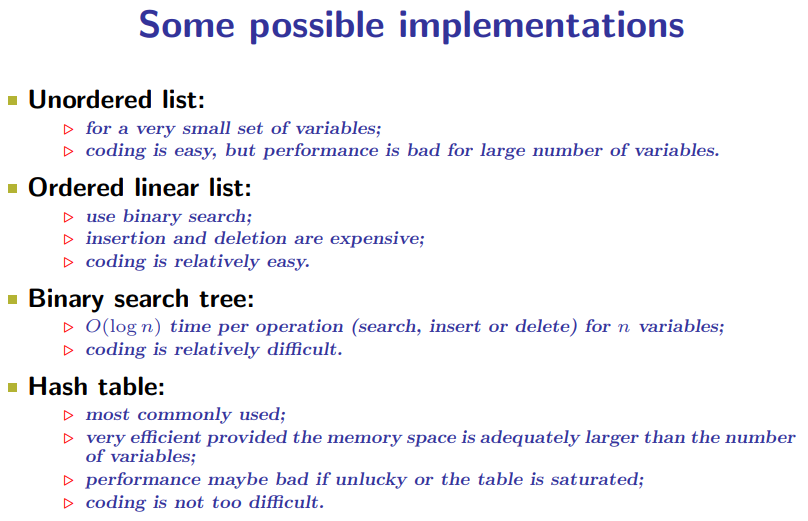 Some possible implementations
Unordered list:
for a very small set of variables;
coding is easy, but performance is bad for large number of variables.
Ordered linear list:
use binary search;
insertion and deletion are expensive;
coding is relatively easy.
Binary search tree:
O(log n) time per operation (search, insert or delete) for n variables;
coding is relatively difficult.
Hash table:
most commonly used;
very efficient provided the memory space is adequately larger than the number
of variables;
performance maybe bad if unlucky or the table is saturated;
coding is not too difficult.